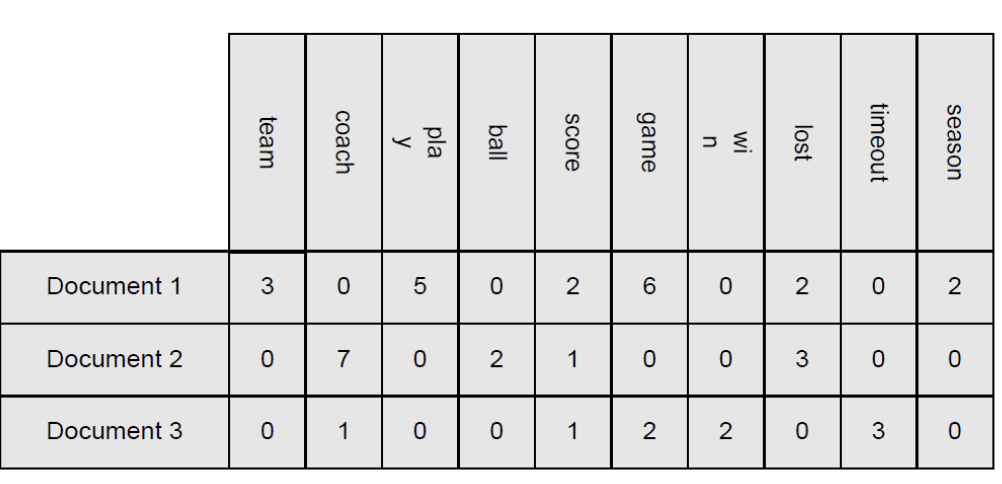 team coach pla y ball score game wi n lost timeout season
Document 1 3 0 5 0 2 6 0 2 0 2
Document 2 0 7 0 2 1 0 0 3 0 0
Document 3 0 1 0 0 1 2 2 0 3 0